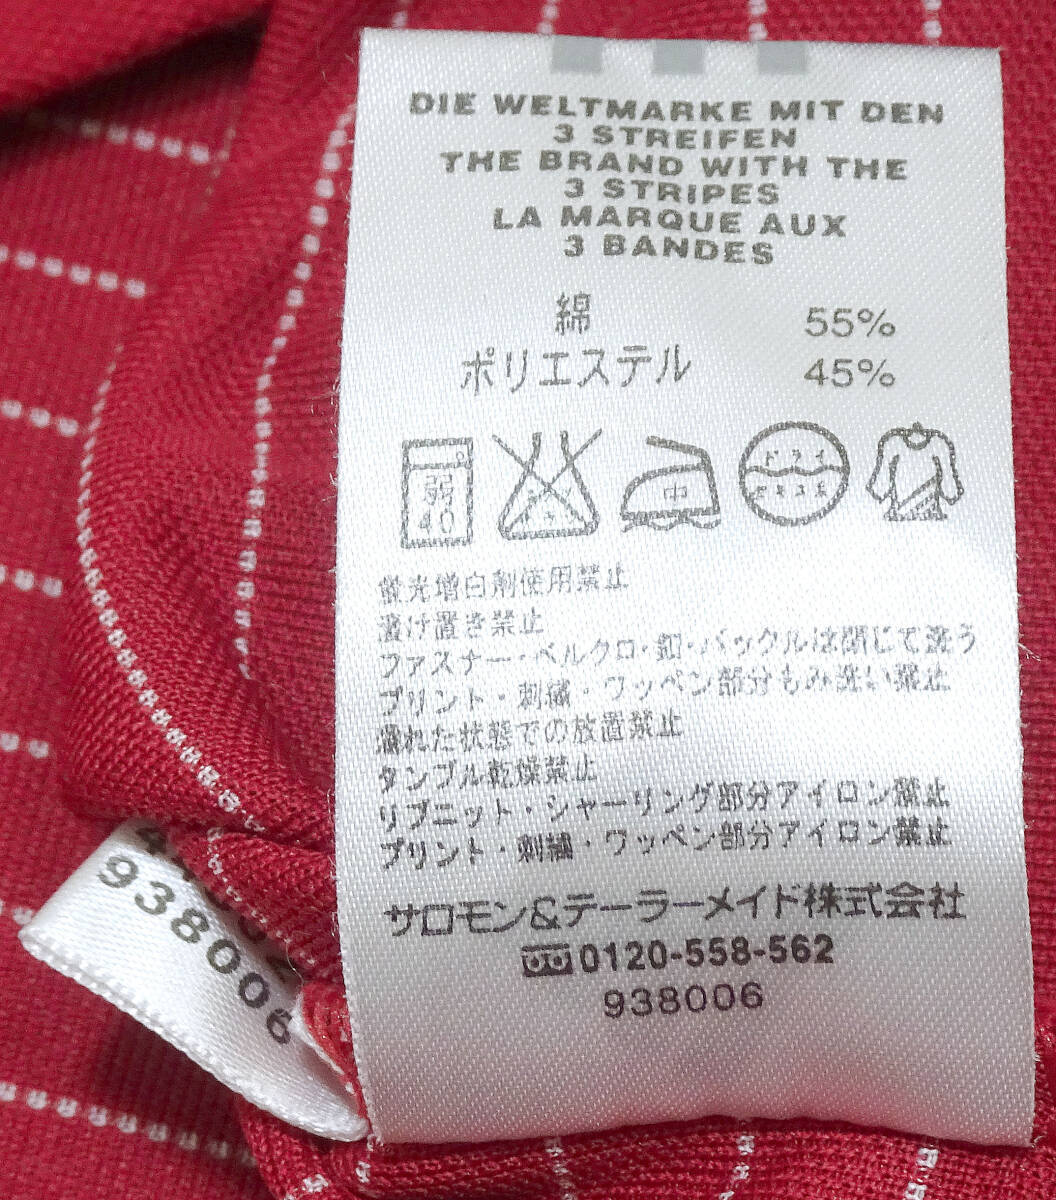 DIE WELTMARKE MIT DEN
3 STREIFEN
THE BRAND WITH THE
3 STRIPES
LA MARQUE AUX
3 BANDES
綿 55%
ポリエステル 45%
弱
40
中
ドライ
セキユ系
蛍光増白剤使用禁止
漬け置き禁止
ファスナー・ベルクロ・釦・バックルは閉じて洗う
プリント・刺繍・ワッペン部分もみ洗い禁止
濡れた状態での放置禁止
タンブル乾燥禁止
リブニット・シャーリング部分アイロン禁止
プリント・刺繍・ワッペン部分アイロン禁止
サロモン&テーラーメイド株式会社
0120-558-562
938006
938006